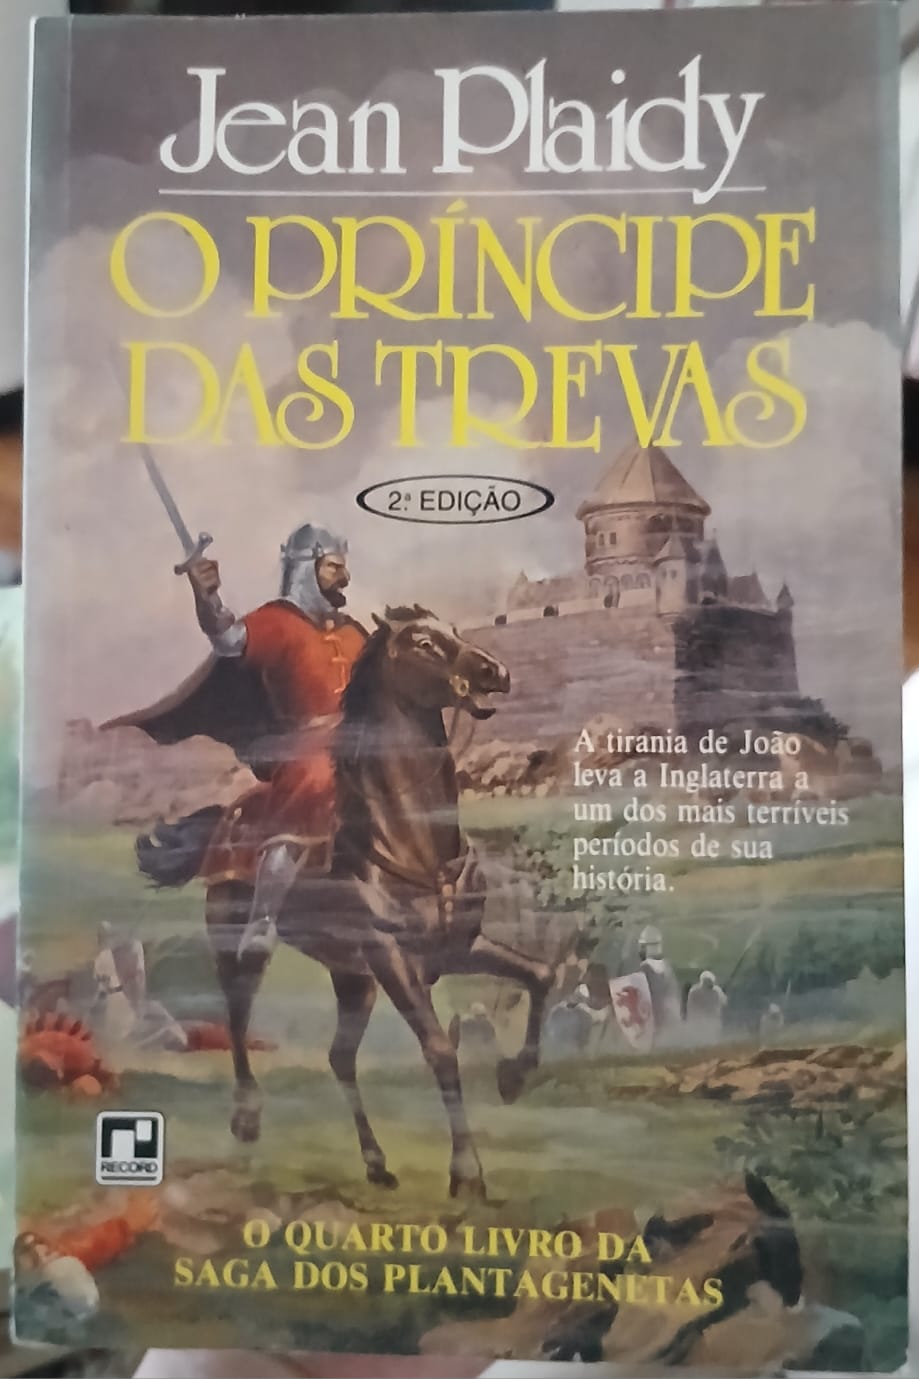 Jean Plaidy
O PRÍNCIPE
DAS TREVAS
2ª EDIÇÃO
A tirania de João
leva a Inglaterra a
um dos mais terríveis
períodos de sua
história.
RECORD
O QUARTO LIVRO DA
SAGA DOS PLANTAGENETAS